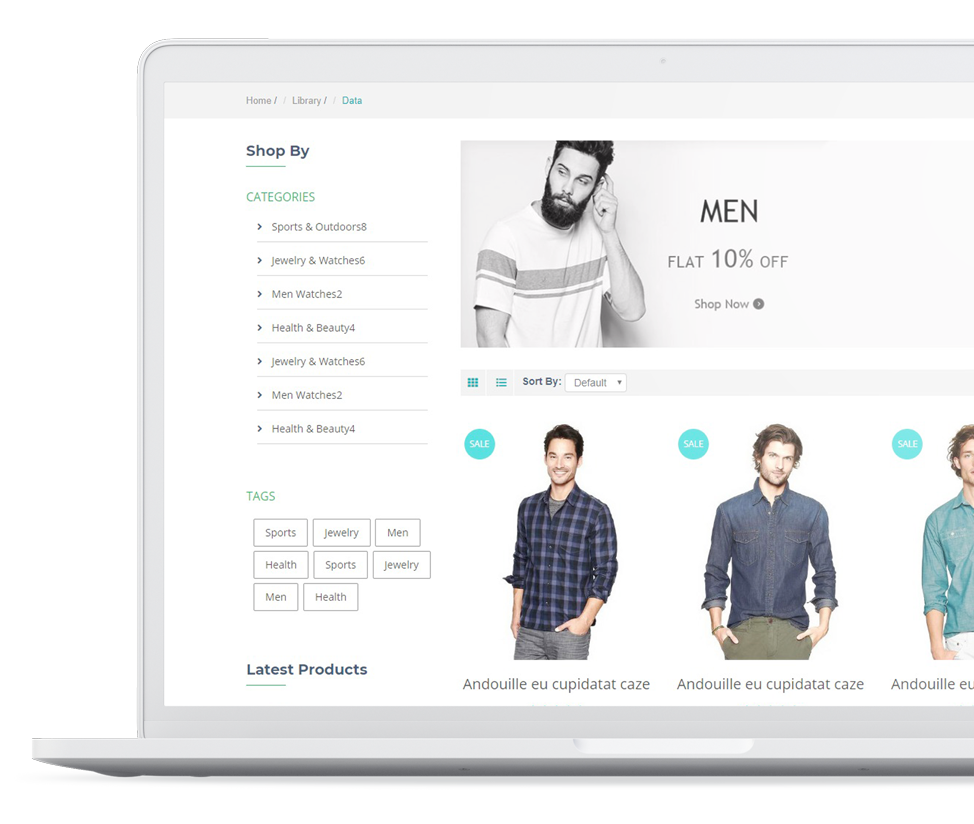 Home / / Library / / Data
Shop By
CATEGORIES
Sports & Outdoors8
Jewelry & Watches6
Men Watches2
Health & Beauty4
Jewelry & Watches6
Men Watches2
Health & Beauty4
TAGS
Sports Jewelry Men
Health Sports Jewelry
Men Health
Latest Products
MEN
FLAT 10% OFF
Shop Now
Sort By: Default
SALE SALE SALE
Andouille eu cupidatat caze Andouille eu cupidatat caze Andouille eu